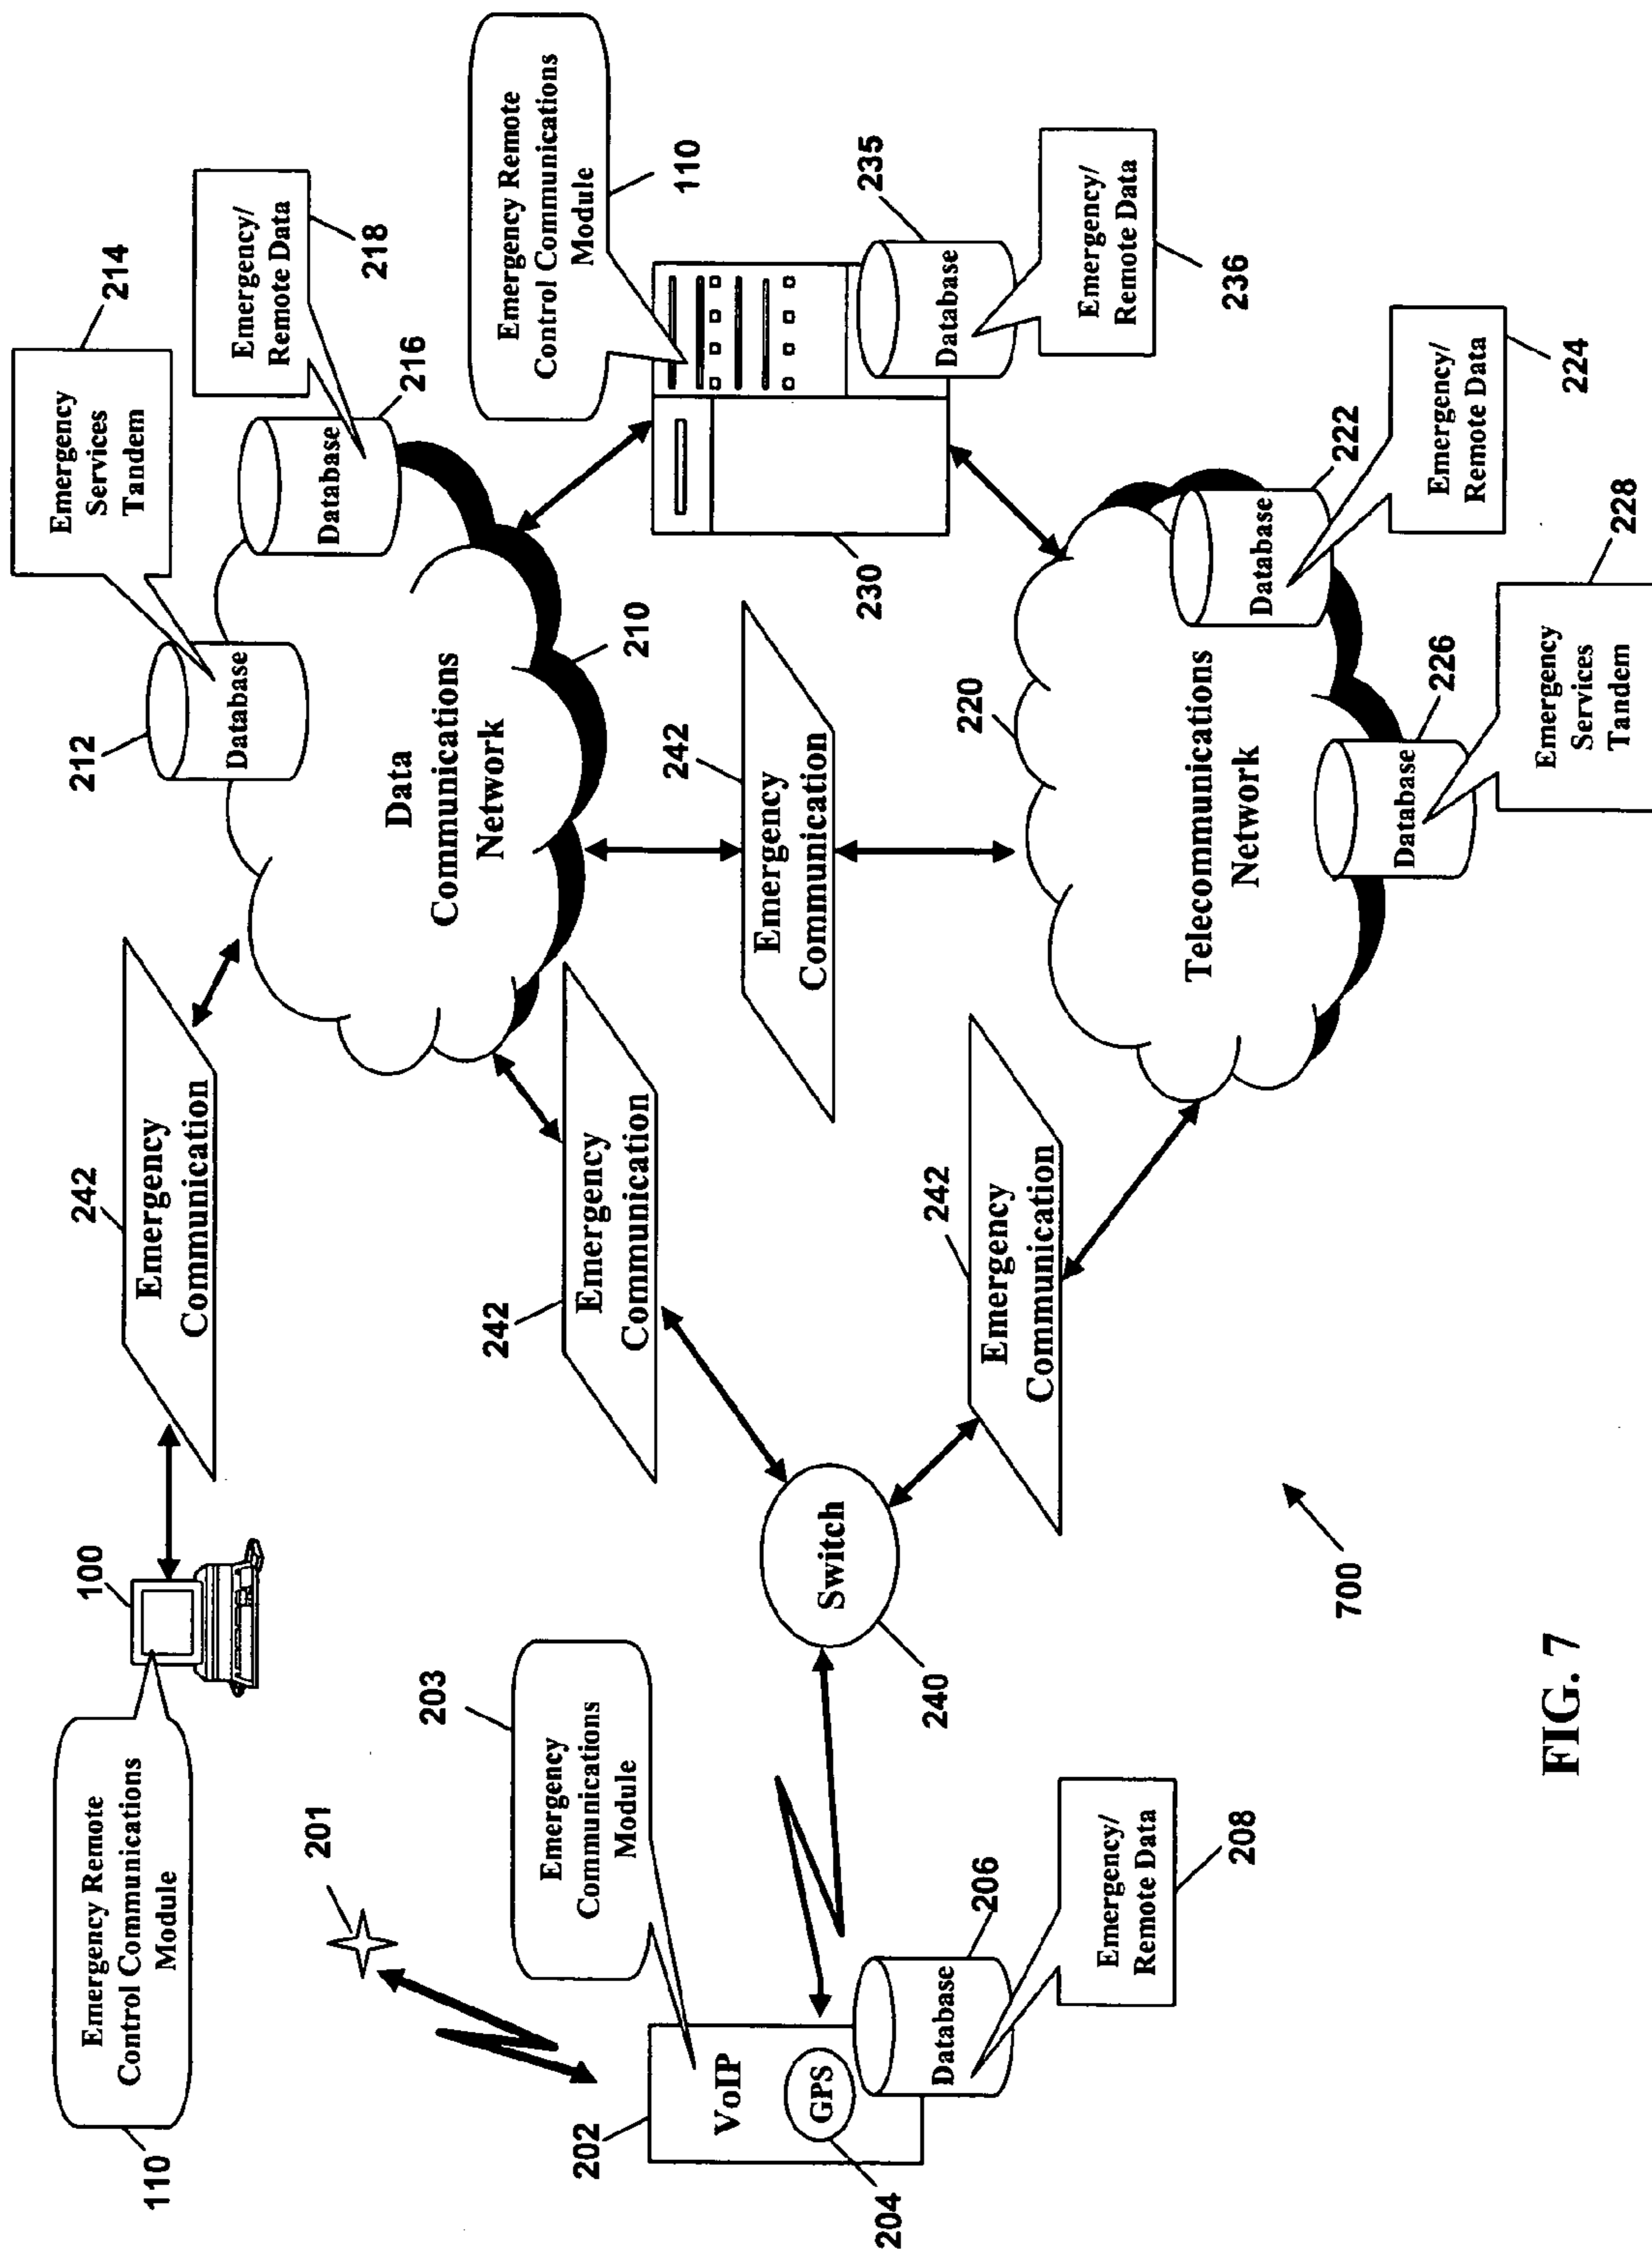 110
Emergency Remote
Control Communications
Module
100
242
Emergency
Communication
212
Database
214
Emergency
Services
Tandem
218
Emergency/
Remote Data
216
Database
201
203
Emergency
Communications
Module
242
Emergency
Communication
Data
Communications
Network
210
Emergency Remote
Control Communications
Module
110
202
VoIP
GPS
204
Database
206
Emergency/
Remote Data
208
Switch
240
242
Emergency
Communication
230
Database
235
Emergency/
Remote Data
236
242
Emergency
Communication
220
Telecommunications
Network
Database
222
Emergency/
Remote Data
224
Database
226
Emergency
Services
Tandem
228
700
FIG. 7